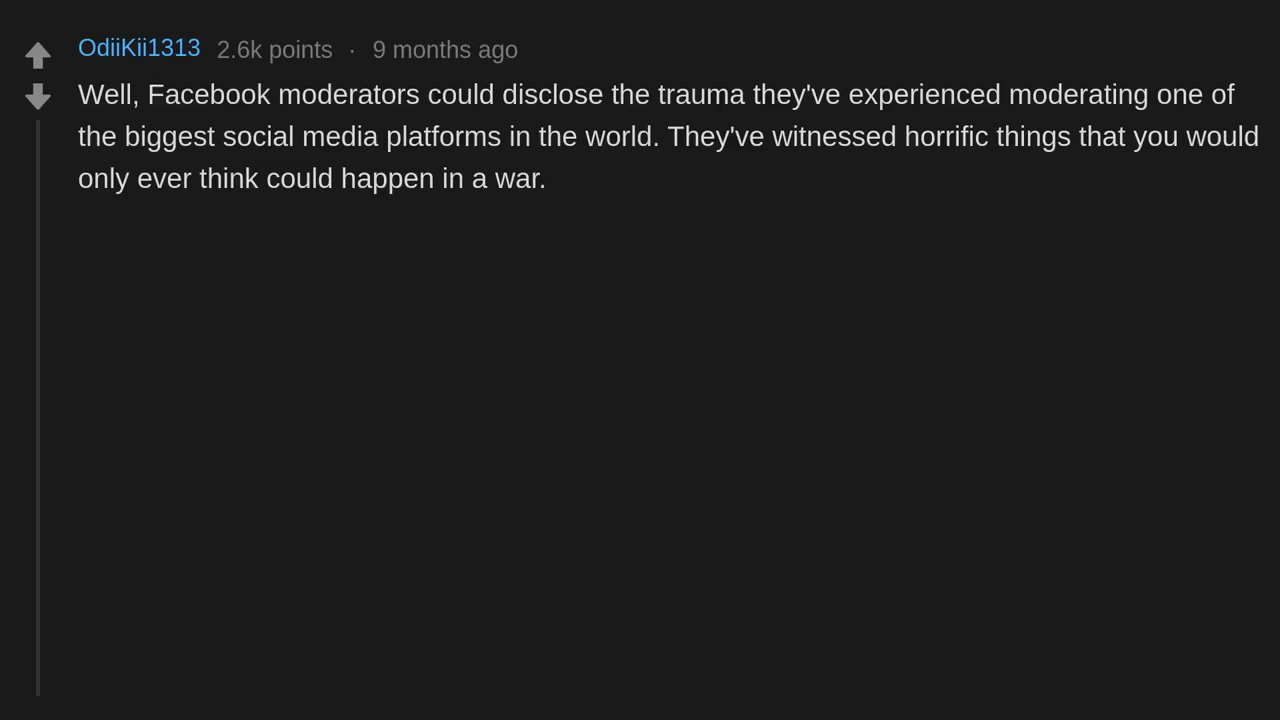 OdiiKii1313 2.6k points · 9 months ago
Well, Facebook moderators could disclose the trauma they've experienced moderating one of
the biggest social media platforms in the world. They've witnessed horrific things that you would
only ever think could happen in a war.